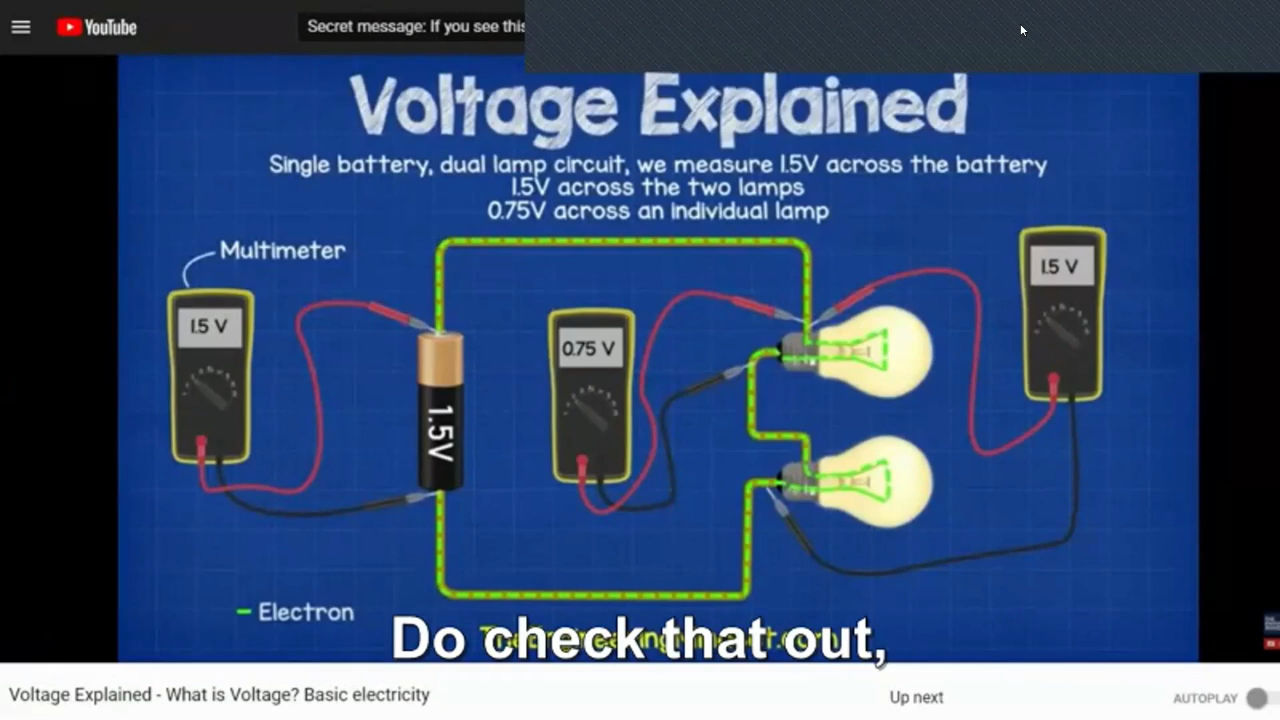 YouTube
Secret message: If you see this
Voltage Explained
Single battery, dual lamp circuit, we measure 1.5V across the battery
1.5V across the two lamps
0.75V across an individual lamp
Multimeter
1.5 V
1.5 V
0.75 V
1.5V
Electron
Do check that out,
Voltage Explained - What is Voltage? Basic electricity
Up next
AUTOPLAY